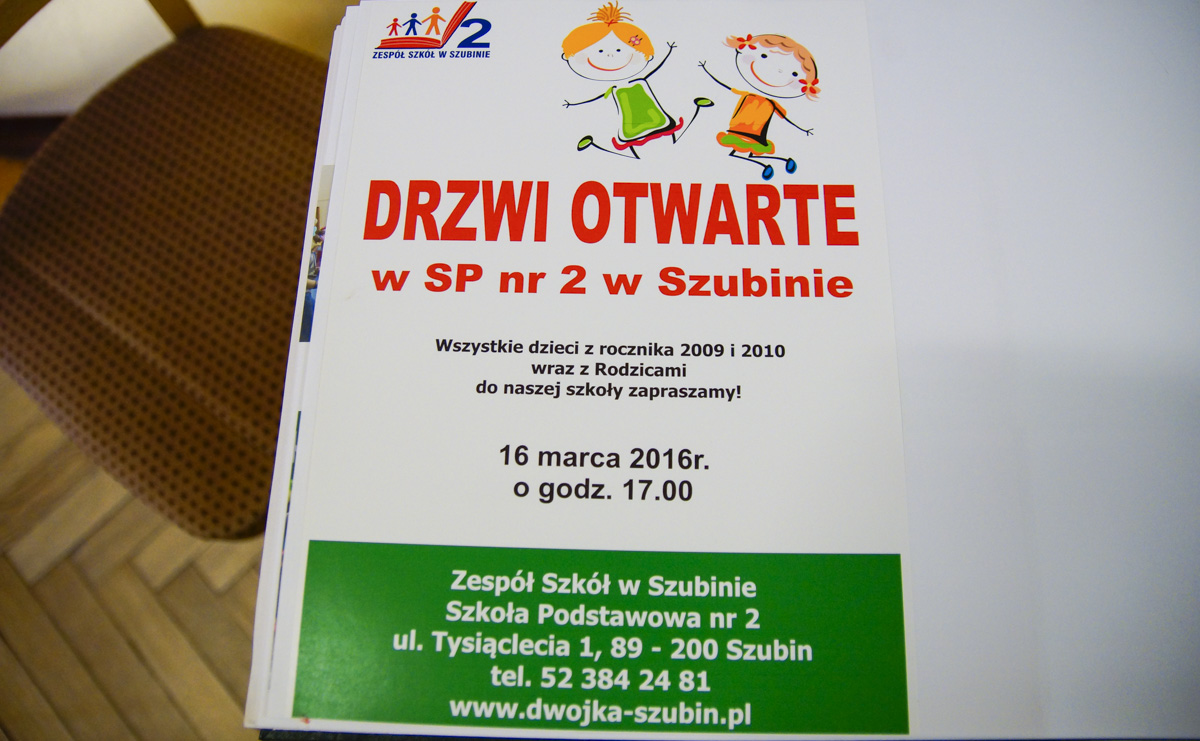 2
ZESPÓŁ SZKÓŁ W SZUBINIE
DRZWI OTWARTE
w SP nr 2 w Szubinie
Wszystkie dzieci z rocznika 2009 i 2010
wraz z Rodzicami
do naszej szkoły zapraszamy!
16 marca 2016r.
o godz. 17.00
Zespół Szkół w Szubinie
Szkoła Podstawowa nr 2
ul. Tysiąclecia 1, 89 - 200 Szubin
tel. 52 384 24 81
www.dwojka-szubin.pl